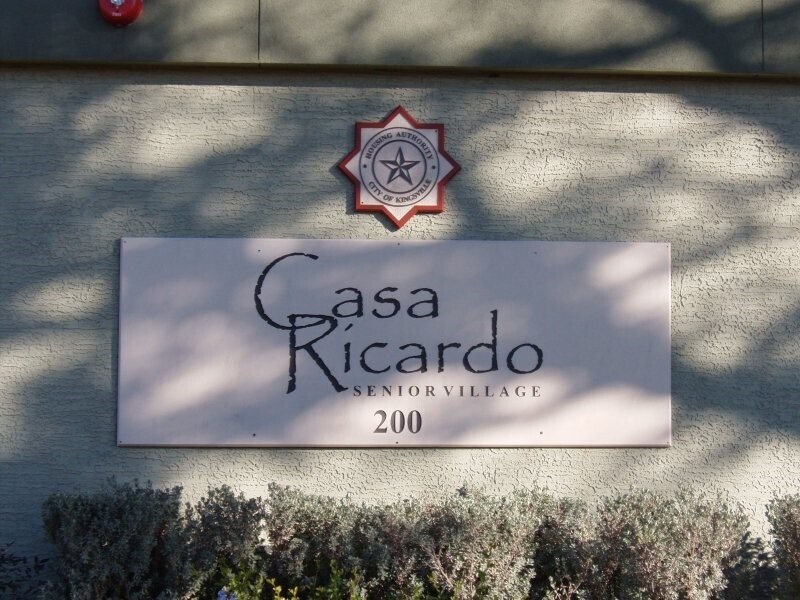 HOUSING AUTHORITY
CITY OF KINGSVILLE
Casa
Ricardo
SENIOR VILLAGE
200